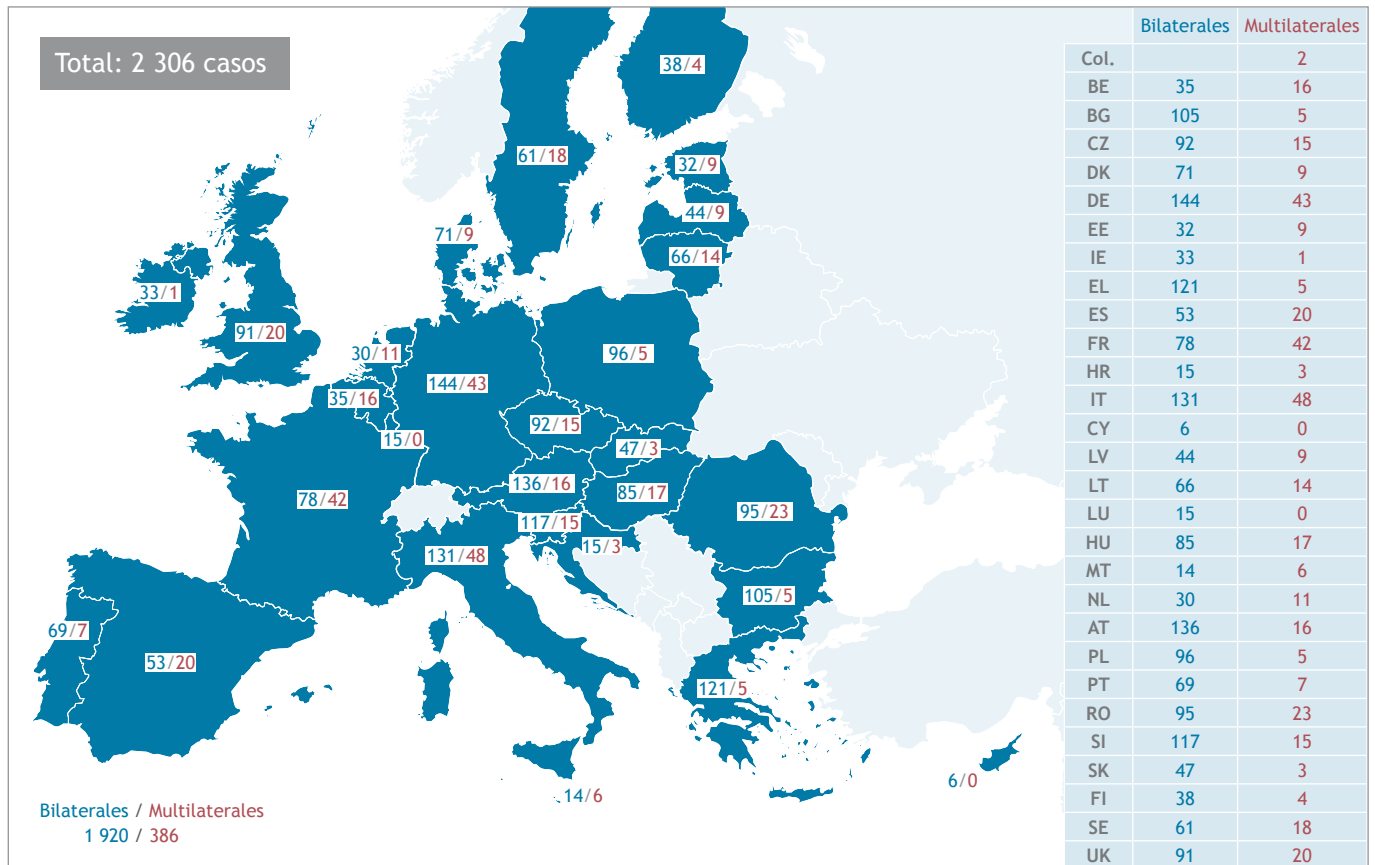 Total: 2 306 casos
38/4
61/18
32/9
44/9
71/9
66/14
33/1
91/20
30/11
96/5
144/43
35/16
92/15
15/0
47/3
136/16
85/17
78/42
95/23
117/15
15/3
131/48
105/5
69/7
53/20
121/5
6/0
14/6
Bilaterales / Multilaterales
1 920 / 386
Bilaterales Multilaterales
Col. 2
BE 35 16
BG 105 5
CZ 92 15
DK 71 9
DE 144 43
EE 32 9
IE 33 1
EL 121 5
ES 53 20
FR 78 42
HR 15 3
IT 131 48
CY 6 0
LV 44 9
LT 66 14
LU 15 0
HU 85 17
MT 14 6
NL 30 11
AT 136 16
PL 96 5
PT 69 7
RO 95 23
SI 117 15
SK 47 3
FI 38 4
SE 61 18
UK 91 20